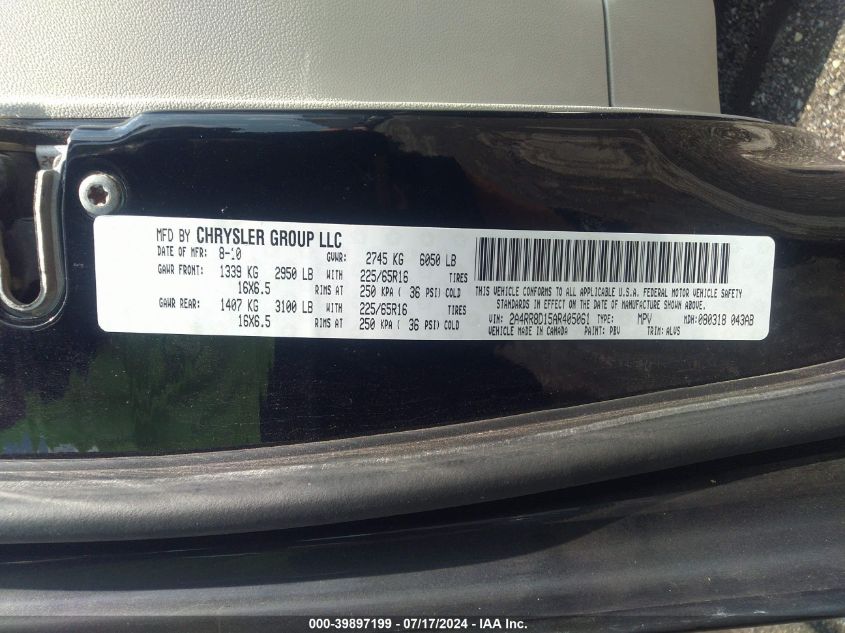 MFD BY CHRYSLER GROUP LLC
DATE OF MFR: 8-10 GVWR: 2745 KG 6050 LB
GAWR FRONT: 1339 KG 2950 LB WITH 225/65R16 TIRES
16X6.5 RIMS AT 250 KPA ( 36 PSI) COLD
GAWR REAR: 1407 KG 3100 LB WITH 225/65R16 TIRES
16X6.5 RIMS AT 250 KPA ( 36 PSI) COLD
THIS VEHICLE CONFORMS TO ALL APPLICABLE U.S.A. FEDERAL MOTOR VEHICLE SAFETY
STANDARDS IN EFFECT ON THE DATE OF MANUFACTURE SHOWN ABOVE.
VIN: 2A4RR8D15AR405061 TYPE: MPV MDH: 080318 043AB
VEHICLE MADE IN CANADA PAINT: PBV TRIM: ALVS
000-39897199 - 07/17/2024 - IAA Inc.